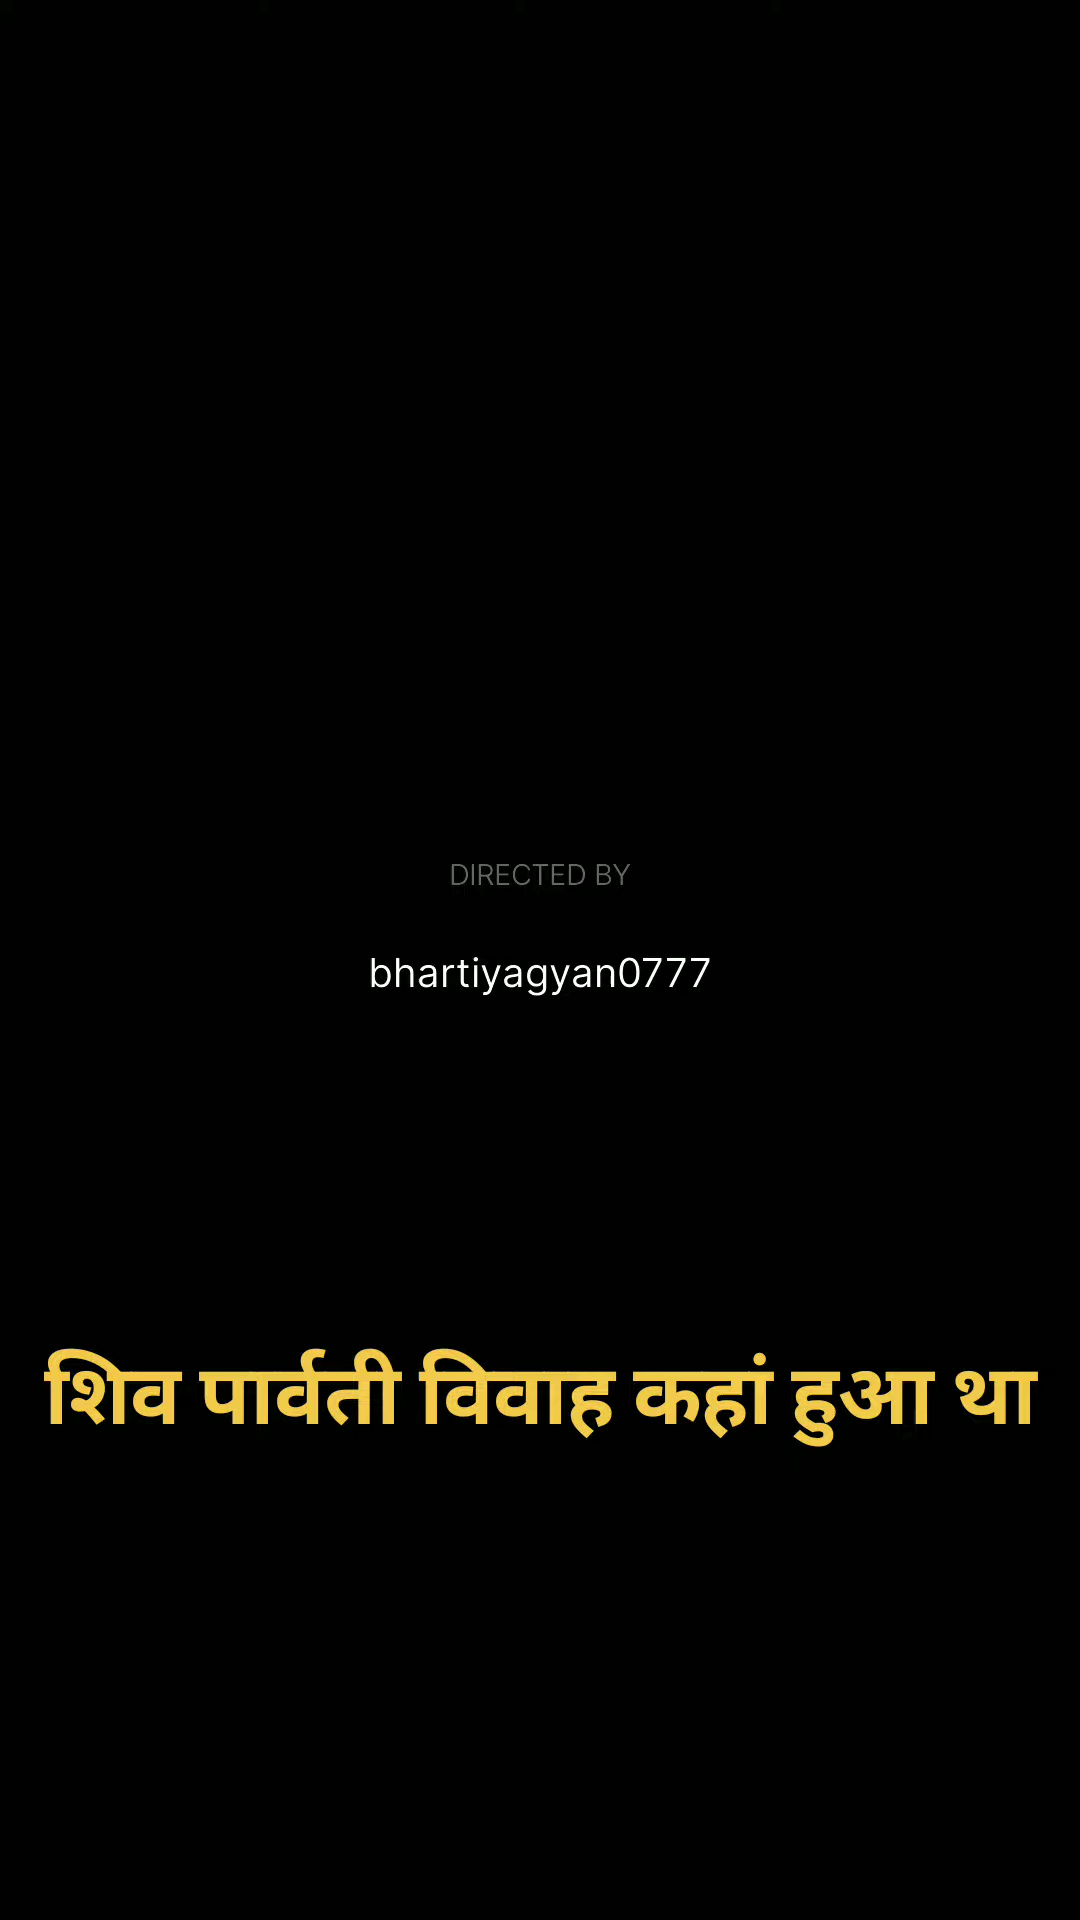 DIRECTED BY
bhartiyagyan0777
शिव पार्वती विवाह कहां हुआ था